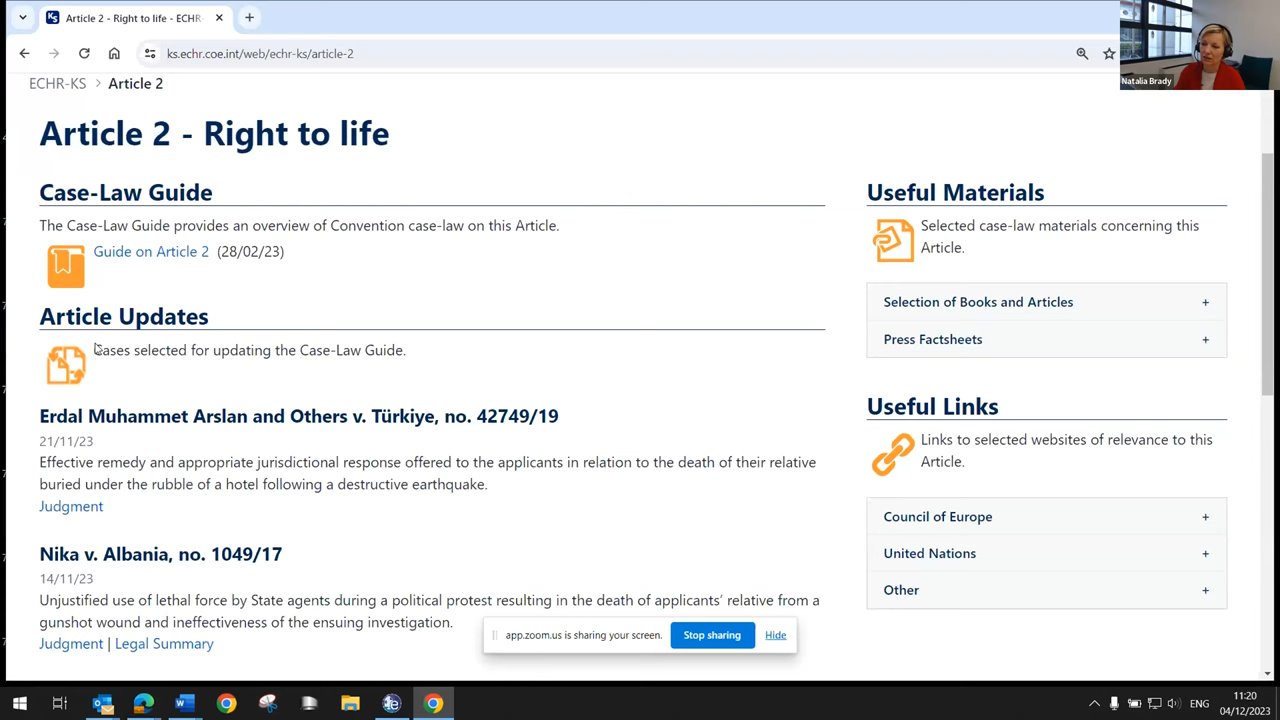 Article 2 - Right to life - ECHR
ks.echr.coe.int/web/echr-ks/article-2
Natalia Brady
ECHR-KS > Article 2
Article 2 - Right to life
Case-Law Guide
The Case-Law Guide provides an overview of Convention case-law on this Article.
Guide on Article 2 (28/02/23)
Article Updates
Cases selected for updating the Case-Law Guide.
Erdal Muhammet Arslan and Others v. Türkiye, no. 42749/19
21/11/23
Effective remedy and appropriate jurisdictional response offered to the applicants in relation to the death of their relative
buried under the rubble of a hotel following a destructive earthquake.
Judgment
Nika v. Albania, no. 1049/17
14/11/23
Unjustified use of lethal force by State agents during a political protest resulting in the death of applicants’ relative from a
gunshot wound and ineffectiveness of the ensuing investigation.
Judgment | Legal Summary
Useful Materials
Selected case-law materials concerning this
Article.
Selection of Books and Articles +
Press Factsheets +
Useful Links
Links to selected websites of relevance to this
Article.
Council of Europe +
United Nations +
Other +
app.zoom.us is sharing your screen. Stop sharing Hide
ENG
11:20
04/12/2023